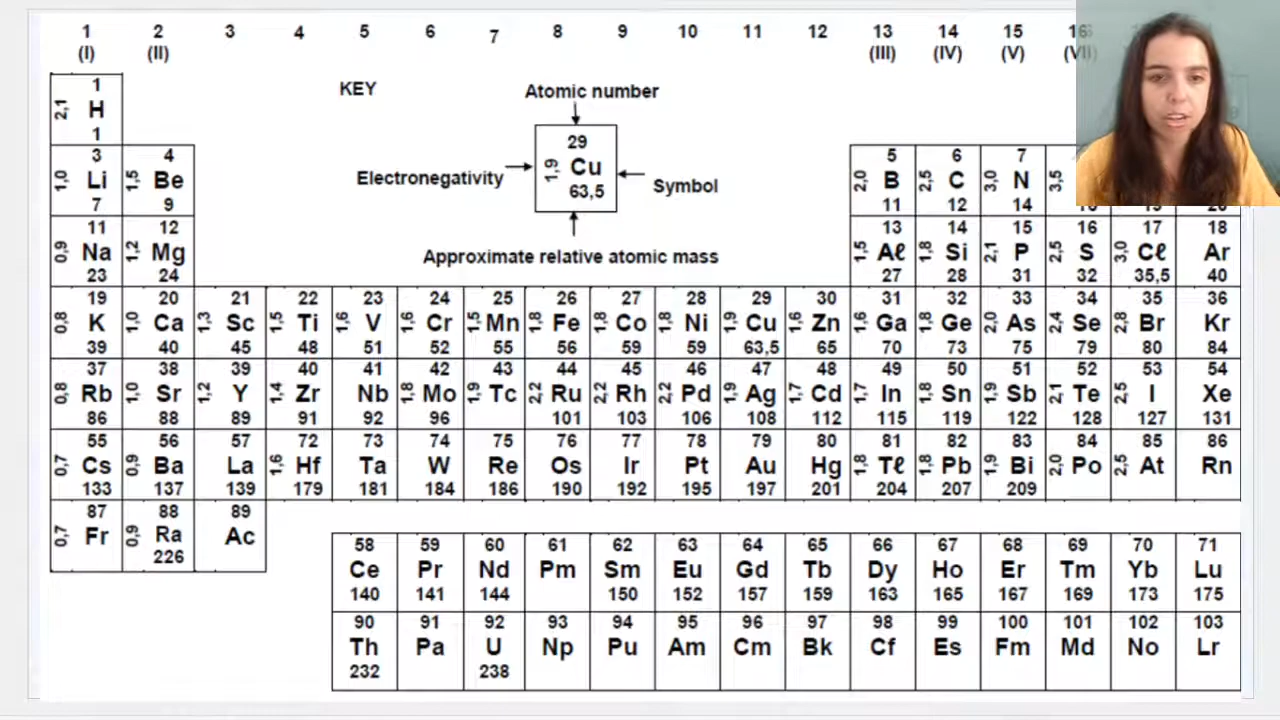 1 2 3 4 5 6 7 8 9 10 11 12 13 14 15 16
(I) (II) (III) (IV) (V) (VII)
1
2,1 H
1
KEY
Atomic number
29
1,9 Cu
63,5
Electronegativity
Symbol
Approximate relative atomic mass
3 4 5 6 7
1,0 Li 1,5 Be 2,0 B 2,5 C 3,0 N 3,5
7 9 11 12 14
11 12 13 14 15 16 17 18
0,9 Na 1,2 Mg 1,5 Aℓ 1,8 Si 2,1 P 2,5 S 3,0 Cℓ Ar
23 24 27 28 31 32 35,5 40
19 20 21 22 23 24 25 26 27 28 29 30 31 32 33 34 35 36
0,8 K 1,0 Ca 1,3 Sc 1,5 Ti 1,6 V 1,6 Cr 1,5 Mn 1,8 Fe 1,8 Co 1,8 Ni 1,9 Cu 1,6 Zn 1,6 Ga 1,8 Ge 2,0 As 2,4 Se 2,8 Br Kr
39 40 45 48 51 52 55 56 59 59 63,5 65 70 73 75 79 80 84
37 38 39 40 41 42 43 44 45 46 47 48 49 50 51 52 53 54
0,8 Rb 1,0 Sr 1,2 Y 1,4 Zr Nb 1,8 Mo 1,9 Tc 2,2 Ru 2,2 Rh 2,2 Pd 1,9 Ag 1,7 Cd 1,7 In 1,8 Sn 1,9 Sb 2,1 Te 2,5 I Xe
86 88 89 91 92 96 101 103 106 108 112 115 119 122 128 127 131
55 56 57 72 73 74 75 76 77 78 79 80 81 82 83 84 85 86
0,7 Cs 0,9 Ba La 1,6 Hf Ta W Re Os Ir Pt Au Hg 1,8 Tℓ 1,8 Pb 1,9 Bi 2,0 Po 2,5 At Rn
133 137 139 179 181 184 186 190 192 195 197 201 204 207 209
87 88 89
0,7 Fr 0,9 Ra Ac
226
58 59 60 61 62 63 64 65 66 67 68 69 70 71
Ce Pr Nd Pm Sm Eu Gd Tb Dy Ho Er Tm Yb Lu
140 141 144 150 152 157 159 163 165 167 169 173 175
90 91 92 93 94 95 96 97 98 99 100 101 102 103
Th Pa U Np Pu Am Cm Bk Cf Es Fm Md No Lr
232 238